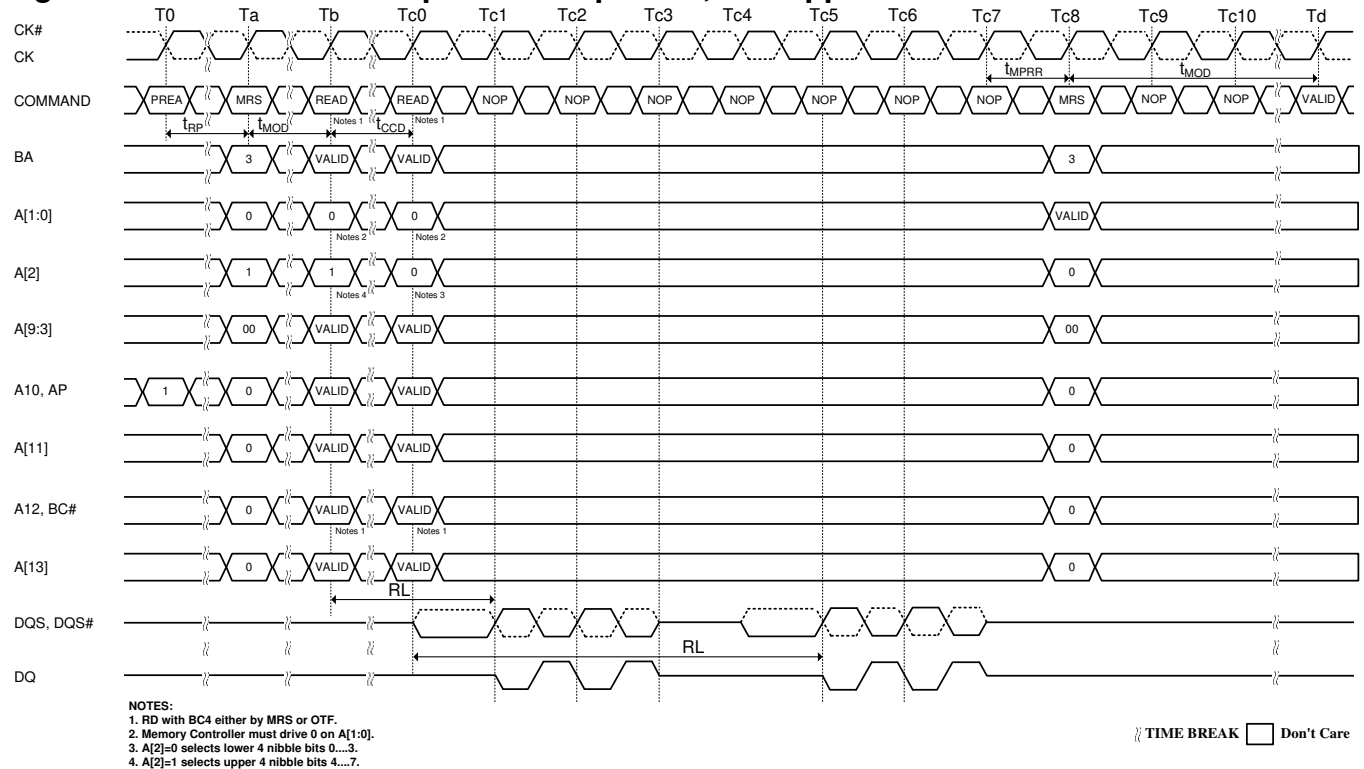 T0 Ta Tb Tc0 Tc1 Tc2 Tc3 Tc4 Tc5 Tc6 Tc7 Tc8 Tc9 Tc10 Td
CK#
CK
tMPRR tMOD
COMMAND PREA MRS READ READ NOP NOP NOP NOP NOP NOP NOP MRS NOP NOP VALID
Notes 1 Notes 1
tRP tMOD tCCD
BA 3 VALID VALID 3
A[1:0] 0 0 0 VALID
Notes 2 Notes 2
A[2] 1 1 0 0
Notes 4 Notes 3
A[9:3] 00 VALID VALID 00
A10, AP 1 0 VALID VALID 0
A[11] 0 VALID VALID 0
A12, BC# 0 VALID VALID 0
Notes 1 Notes 1
A[13] 0 VALID VALID 0
RL
DQS, DQS#
RL
DQ
NOTES:
1. RD with BC4 either by MRS or OTF.
2. Memory Controller must drive 0 on A[1:0].
3. A[2]=0 selects lower 4 nibble bits 0....3.
4. A[2]=1 selects upper 4 nibble bits 4....7.
TIME BREAK Don't Care